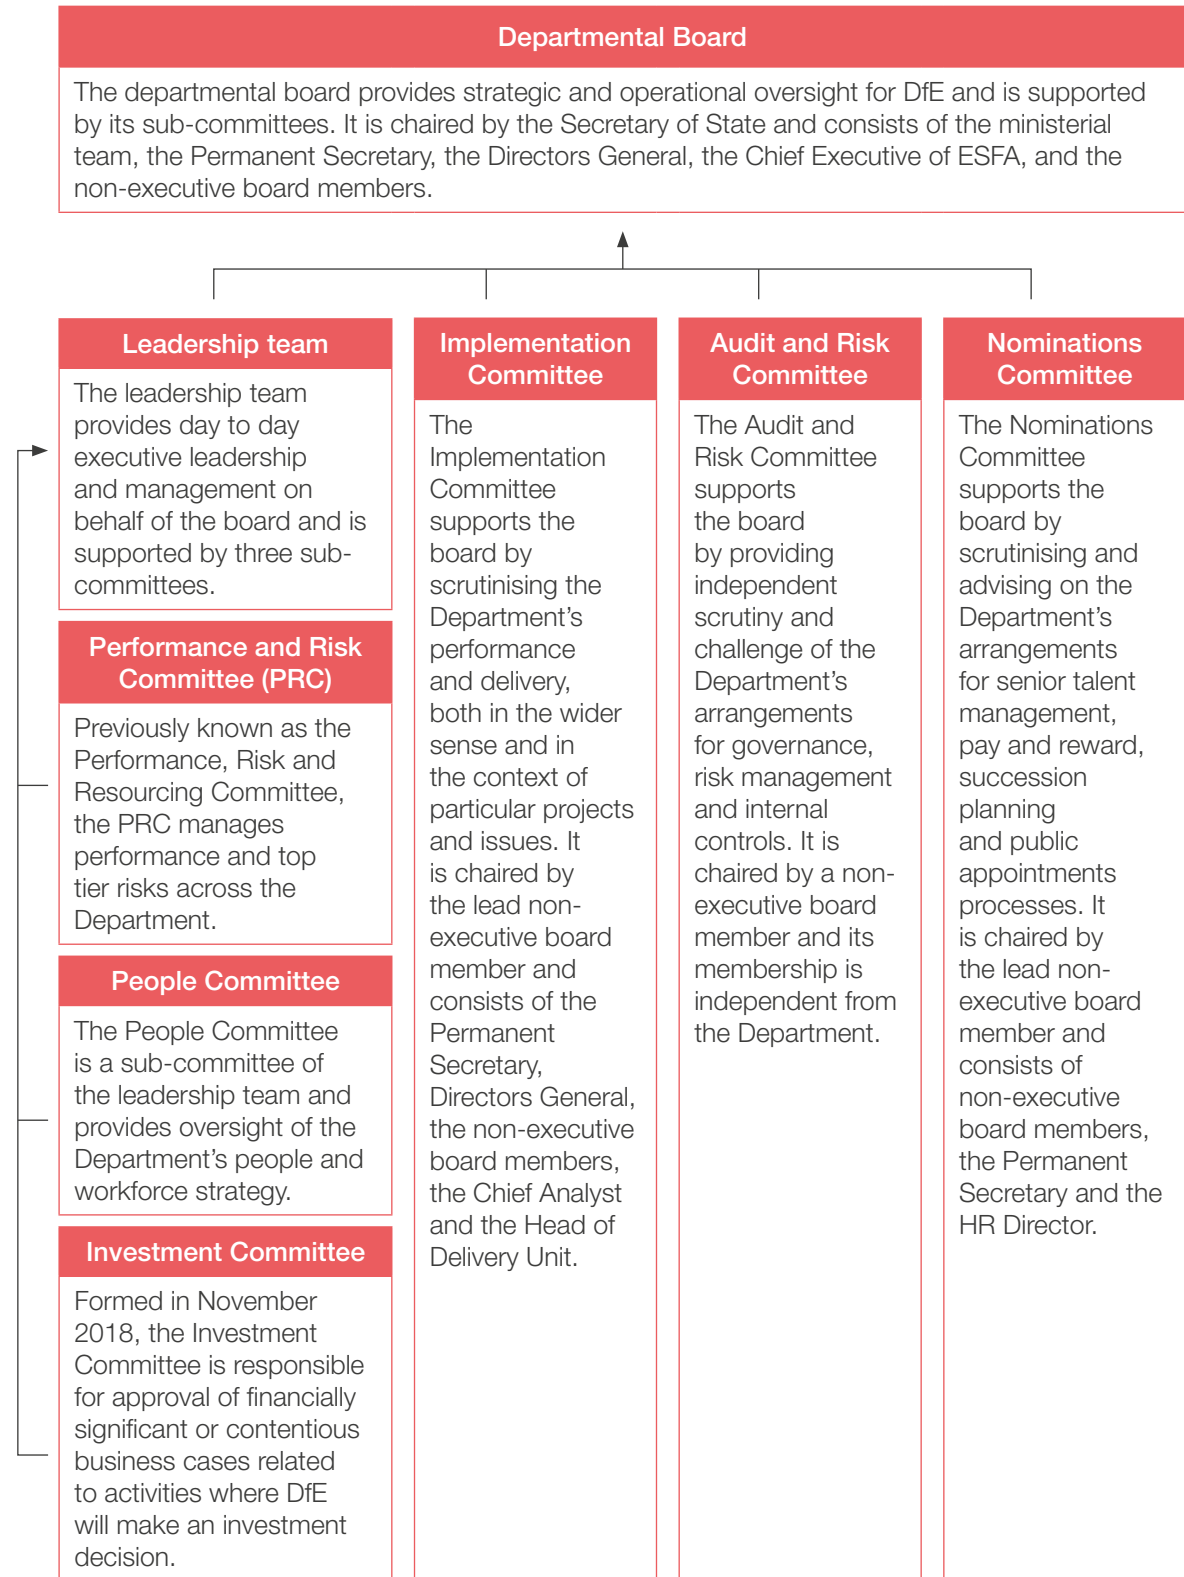 Departmental Board
The departmental board provides strategic and operational oversight for DfE and is supported
by its sub-committees. It is chaired by the Secretary of State and consists of the ministerial
team, the Permanent Secretary, the Directors General, the Chief Executive of ESFA, and the
non-executive board members.
Leadership team
The leadership team
provides day to day
executive leadership
and management on
behalf of the board and is
supported by three sub-
committees.
Performance and Risk
Committee (PRC)
Previously known as the
Performance, Risk and
Resourcing Committee,
the PRC manages
performance and top
tier risks across the
Department.
People Committee
The People Committee
is a sub-committee of
the leadership team and
provides oversight of the
Department’s people and
workforce strategy.
Investment Committee
Formed in November
2018, the Investment
Committee is responsible
for approval of financially
significant or contentious
business cases related
to activities where DfE
will make an investment
decision.
Implementation
Committee
The
Implementation
Committee
supports the
board by
scrutinising the
Department’s
performance
and delivery,
both in the wider
sense and in
the context of
particular projects
and issues. It
is chaired by
the lead non-
executive board
member and
consists of the
Permanent
Secretary,
Directors General,
the non-executive
board members,
the Chief Analyst
and the Head of
Delivery Unit.
Audit and Risk
Committee
The Audit and
Risk Committee
supports
the board
by providing
independent
scrutiny and
challenge of the
Department’s
arrangements
for governance,
risk management
and internal
controls. It is
chaired by a non-
executive board
member and its
membership is
independent from
the Department.
Nominations
Committee
The Nominations
Committee
supports the
board by
scrutinising and
advising on the
Department’s
arrangements
for senior talent
management,
pay and reward,
succession
planning
and public
appointments
processes. It
is chaired by
the lead non-
executive board
member and
consists of
non-executive
board members,
the Permanent
Secretary and the
HR Director.